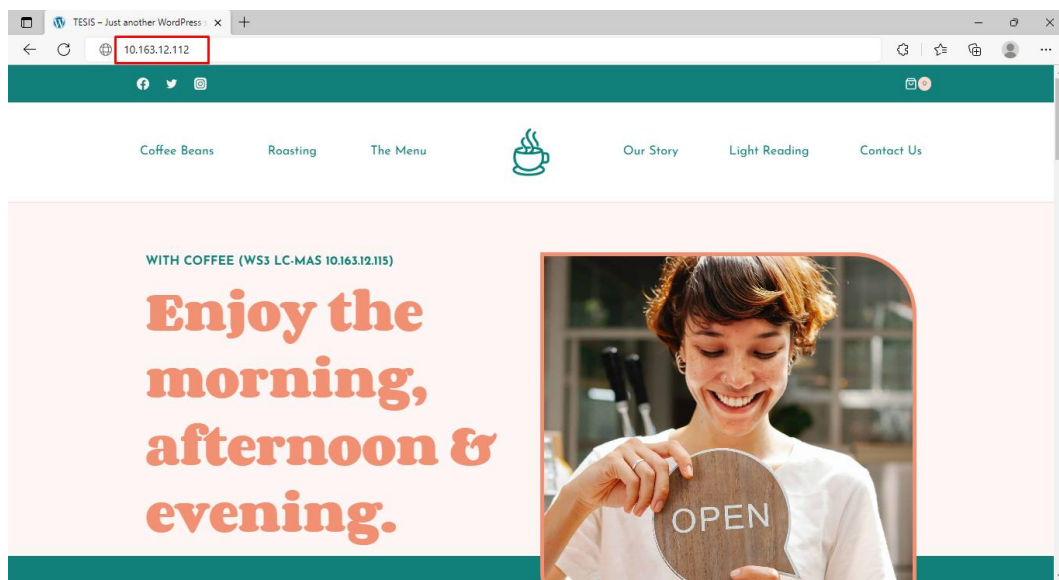 TESIS – Just another WordPress
10.163.12.112
Coffee Beans
Roasting
The Menu
Our Story
Light Reading
Contact Us
WITH COFFEE (WS3 LC-MAS 10.163.12.115)
Enjoy the
morning,
afternoon &
evening.
OPEN